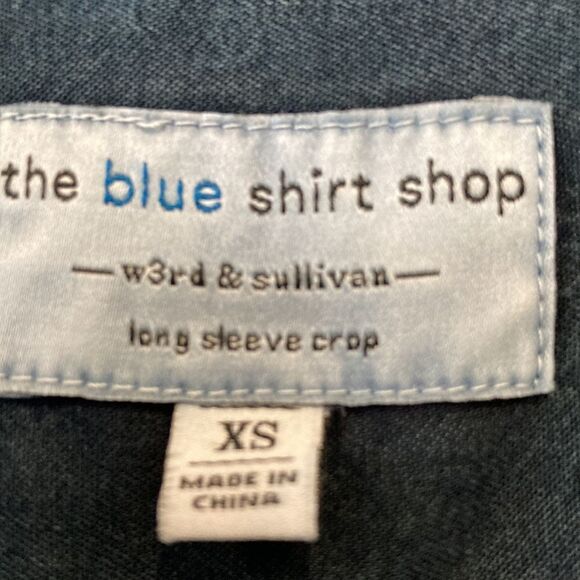 the blue shirt shop
—w3rd & sullivan—
long sleeve crop
XS
MADE IN
CHINA